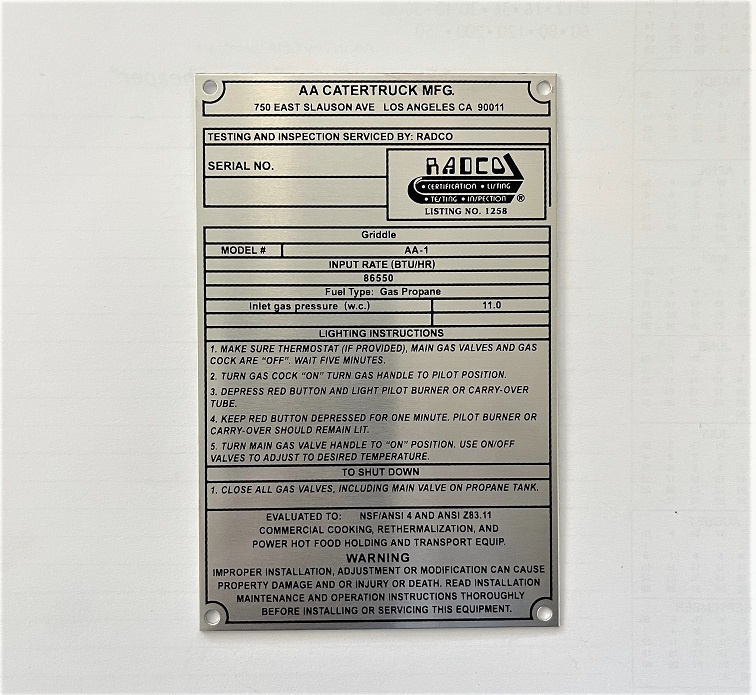 AA CATERTRUCK MFG.
750 EAST SLAUSON AVE LOS ANGELES CA 90011
TESTING AND INSPECTION SERVICED BY: RADCO
SERIAL NO.
RADCO
• CERTIFICATION • LISTING
• TESTING • INSPECTION ®
LISTING NO. 1258
Griddle
MODEL # AA-1
INPUT RATE (BTU/HR)
86550
Fuel Type: Gas Propane
Inlet gas pressure (w.c.) 11.0
LIGHTING INSTRUCTIONS
1. MAKE SURE THERMOSTAT (IF PROVIDED), MAIN GAS VALVES AND GAS
COCK ARE "OFF". WAIT FIVE MINUTES.
2. TURN GAS COCK "ON" TURN GAS HANDLE TO PILOT POSITION.
3. DEPRESS RED BUTTON AND LIGHT PILOT BURNER OR CARRY-OVER
TUBE.
4. KEEP RED BUTTON DEPRESSED FOR ONE MINUTE. PILOT BURNER OR
CARRY-OVER SHOULD REMAIN LIT.
5. TURN MAIN GAS VALVE HANDLE TO "ON" POSITION. USE ON/OFF
VALVES TO ADJUST TO DESIRED TEMPERATURE.
TO SHUT DOWN
1. CLOSE ALL GAS VALVES, INCLUDING MAIN VALVE ON PROPANE TANK.
EVALUATED TO: NSF/ANSI 4 AND ANSI Z83.11
COMMERCIAL COOKING, RETHERMALIZATION, AND
POWER HOT FOOD HOLDING AND TRANSPORT EQUIP.
WARNING
IMPROPER INSTALLATION, ADJUSTMENT OR MODIFICATION CAN CAUSE
PROPERTY DAMAGE AND OR INJURY OR DEATH. READ INSTALLATION
MAINTENANCE AND OPERATION INSTRUCTIONS THOROUGHLY
BEFORE INSTALLING OR SERVICING THIS EQUIPMENT.